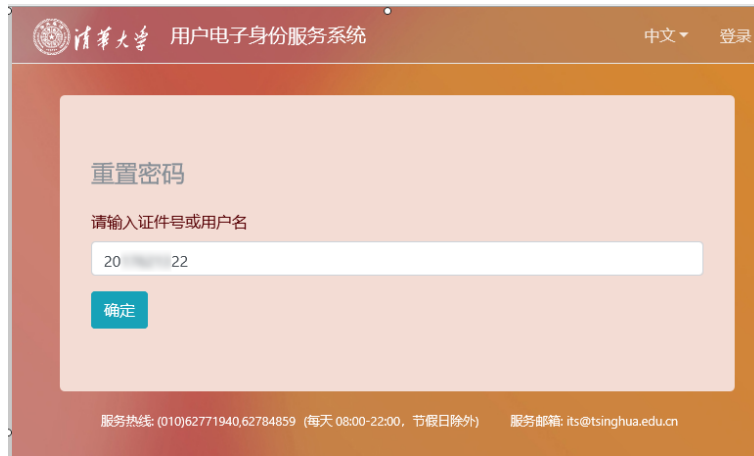 清华大学 用户电子身份服务系统 中文 登录
重置密码
请输入证件号或用户名
20 22
确定
服务热线: (010)62771940,62784859 (每天 08:00-22:00，节假日除外) 服务邮箱: its@tsinghua.edu.cn